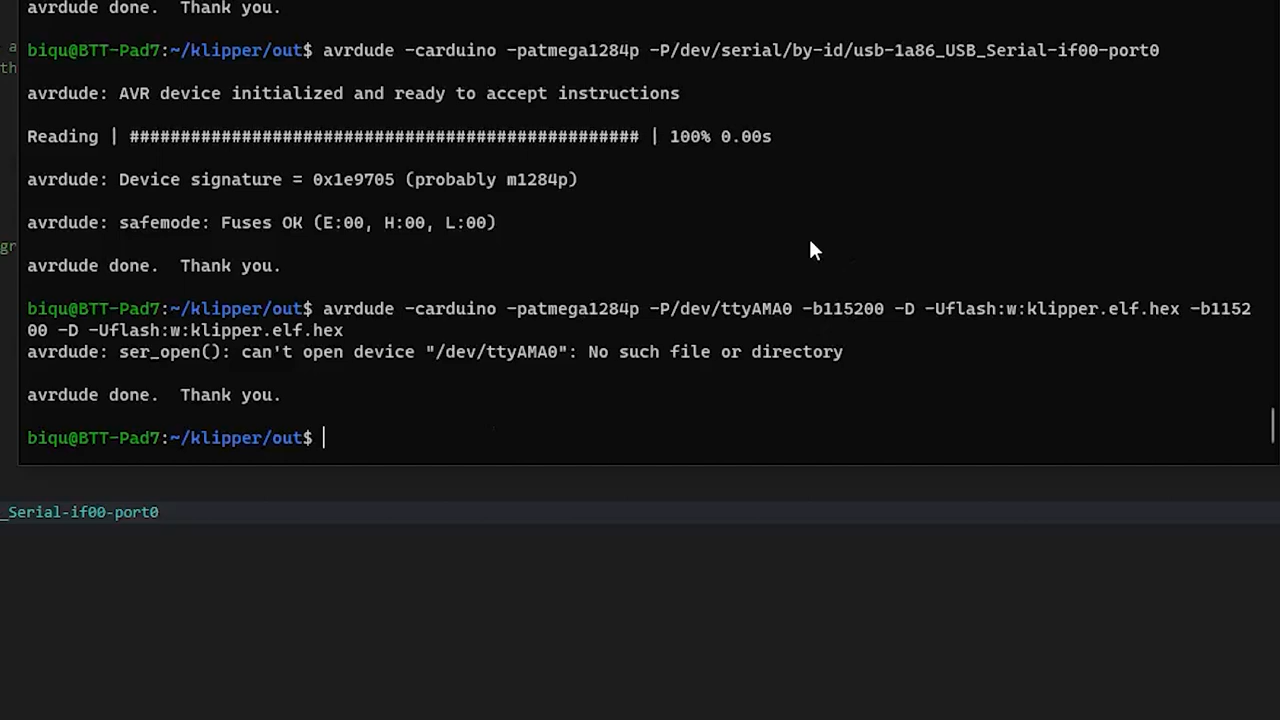 avrdude done.  Thank you.
biqu@BTT-Pad7:~/klipper/out$ avrdude -carduino -patmega1284p -P/dev/serial/by-id/usb-1a86_USB_Serial-if00-port0
a
th
avrdude: AVR device initialized and ready to accept instructions
Reading | ################################################## | 100% 0.00s
avrdude: Device signature = 0x1e9705 (probably m1284p)
avrdude: safemode: Fuses OK (E:00, H:00, L:00)
gr
avrdude done.  Thank you.
biqu@BTT-Pad7:~/klipper/out$ avrdude -carduino -patmega1284p -P/dev/ttyAMA0 -b115200 -D -Uflash:w:klipper.elf.hex -b1152
00 -D -Uflash:w:klipper.elf.hex
avrdude: ser_open(): can't open device "/dev/ttyAMA0": No such file or directory
avrdude done.  Thank you.
biqu@BTT-Pad7:~/klipper/out$
_Serial-if00-port0